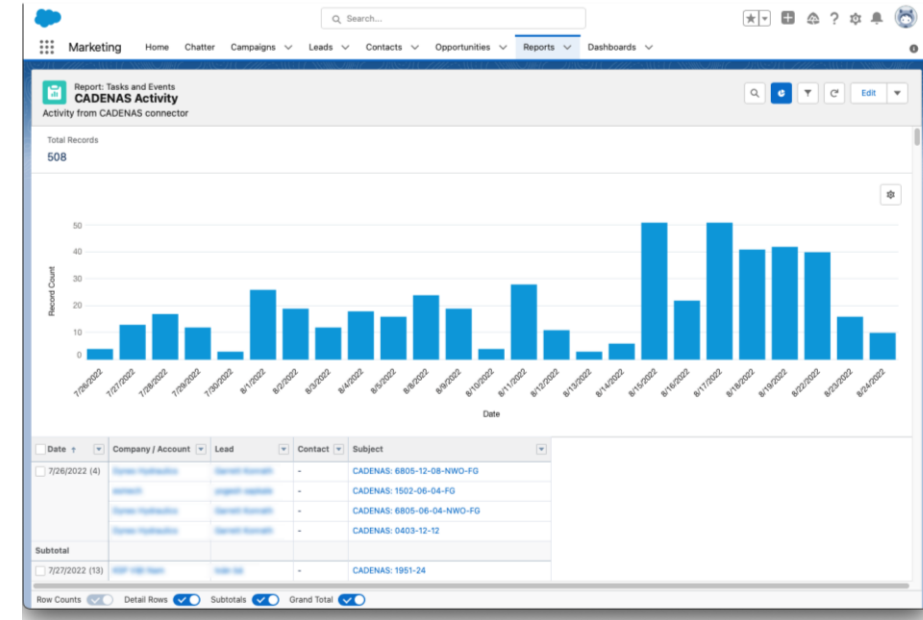 Search...
Marketing Home Chatter Campaigns Leads Contacts Opportunities Reports Dashboards
Report: Tasks and Events
CADENAS Activity
Activity from CADENAS connector
Edit
Total Records
508
50
40
30
20
10
0
Record Count
7/26/2022 7/27/2022 7/28/2022 7/29/2022 7/30/2022 8/1/2022 8/2/2022 8/3/2022 8/4/2022 8/5/2022 8/8/2022 8/9/2022 8/10/2022 8/11/2022 8/12/2022 8/13/2022 8/14/2022 8/15/2022 8/16/2022 8/17/2022 8/18/2022 8/19/2022 8/22/2022 8/23/2022 8/24/2022
Date
Date ↑ Company / Account Lead Contact Subject
7/26/2022 (4) - CADENAS: 6805-12-08-NWO-FG
- CADENAS: 1502-06-04-FG
- CADENAS: 6805-06-04-NWO-FG
- CADENAS: 0403-12-12
Subtotal
7/27/2022 (13) - CADENAS: 1951-24
Row Counts Detail Rows Subtotals Grand Total